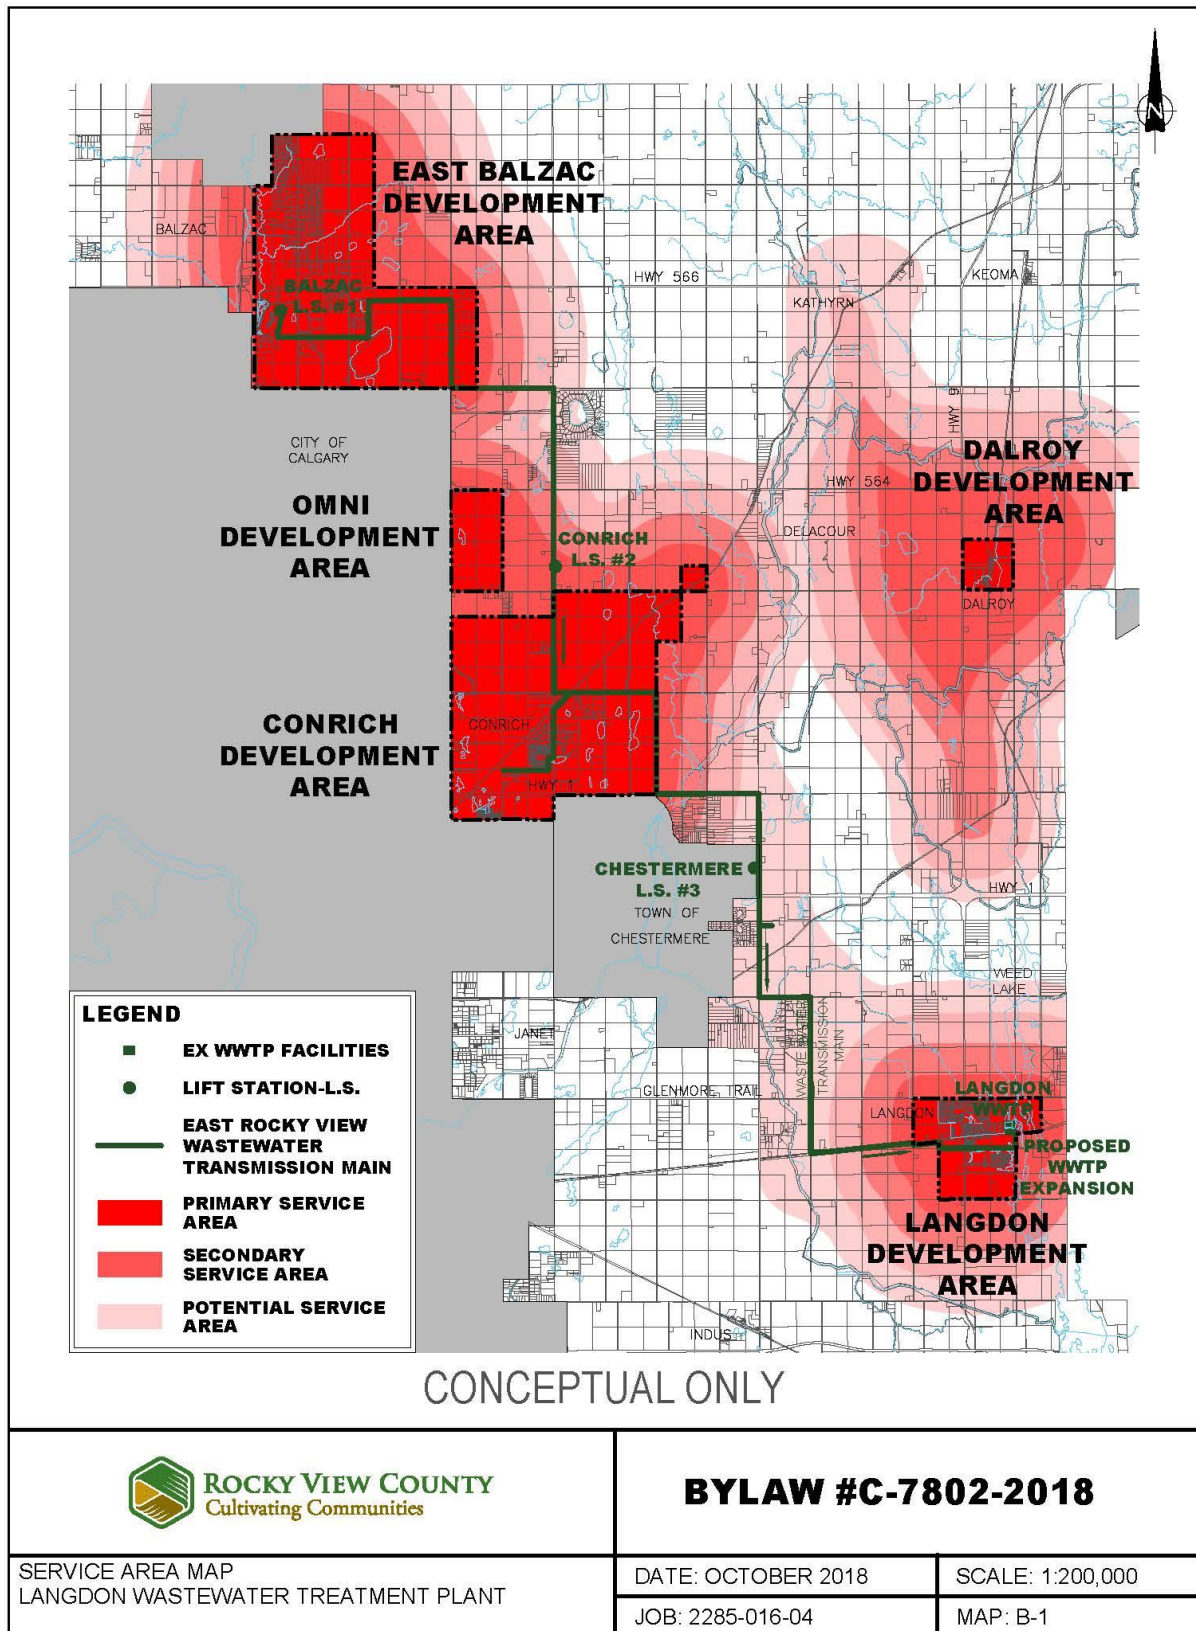 N
EAST BALZAC
DEVELOPMENT
AREA
BALZAC
HWY 566
KEOMA
KATHYRN
BALZAC
L.S. #1
HWY 9
CITY OF
CALGARY
DALROY
DEVELOPMENT
AREA
HWY 564
OMNI
DEVELOPMENT
AREA
CONRICH
L.S. #2
DELACOUR
DALROY
CONRICH
DEVELOPMENT
AREA
CONRICH
HWY 1
CHESTERMERE
L.S. #3
HWY 1
TOWN OF
CHESTERMERE
WEED
LAKE
JANET
WASTEWATER
TRANSMISSION
MAIN
GLENMORE TRAIL
LANGDON
LANGDON
WWTP
PROPOSED
WWTP
EXPANSION
LANGDON
DEVELOPMENT
AREA
INDUS
LEGEND
EX WWTP FACILITIES
LIFT STATION-L.S.
EAST ROCKY VIEW
WASTEWATER
TRANSMISSION MAIN
PRIMARY SERVICE
AREA
SECONDARY
SERVICE AREA
POTENTIAL SERVICE
AREA
CONCEPTUAL ONLY
ROCKY VIEW COUNTY
Cultivating Communities
BYLAW #C-7802-2018
SERVICE AREA MAP
LANGDON WASTEWATER TREATMENT PLANT
DATE: OCTOBER 2018
SCALE: 1:200,000
JOB: 2285-016-04
MAP: B-1